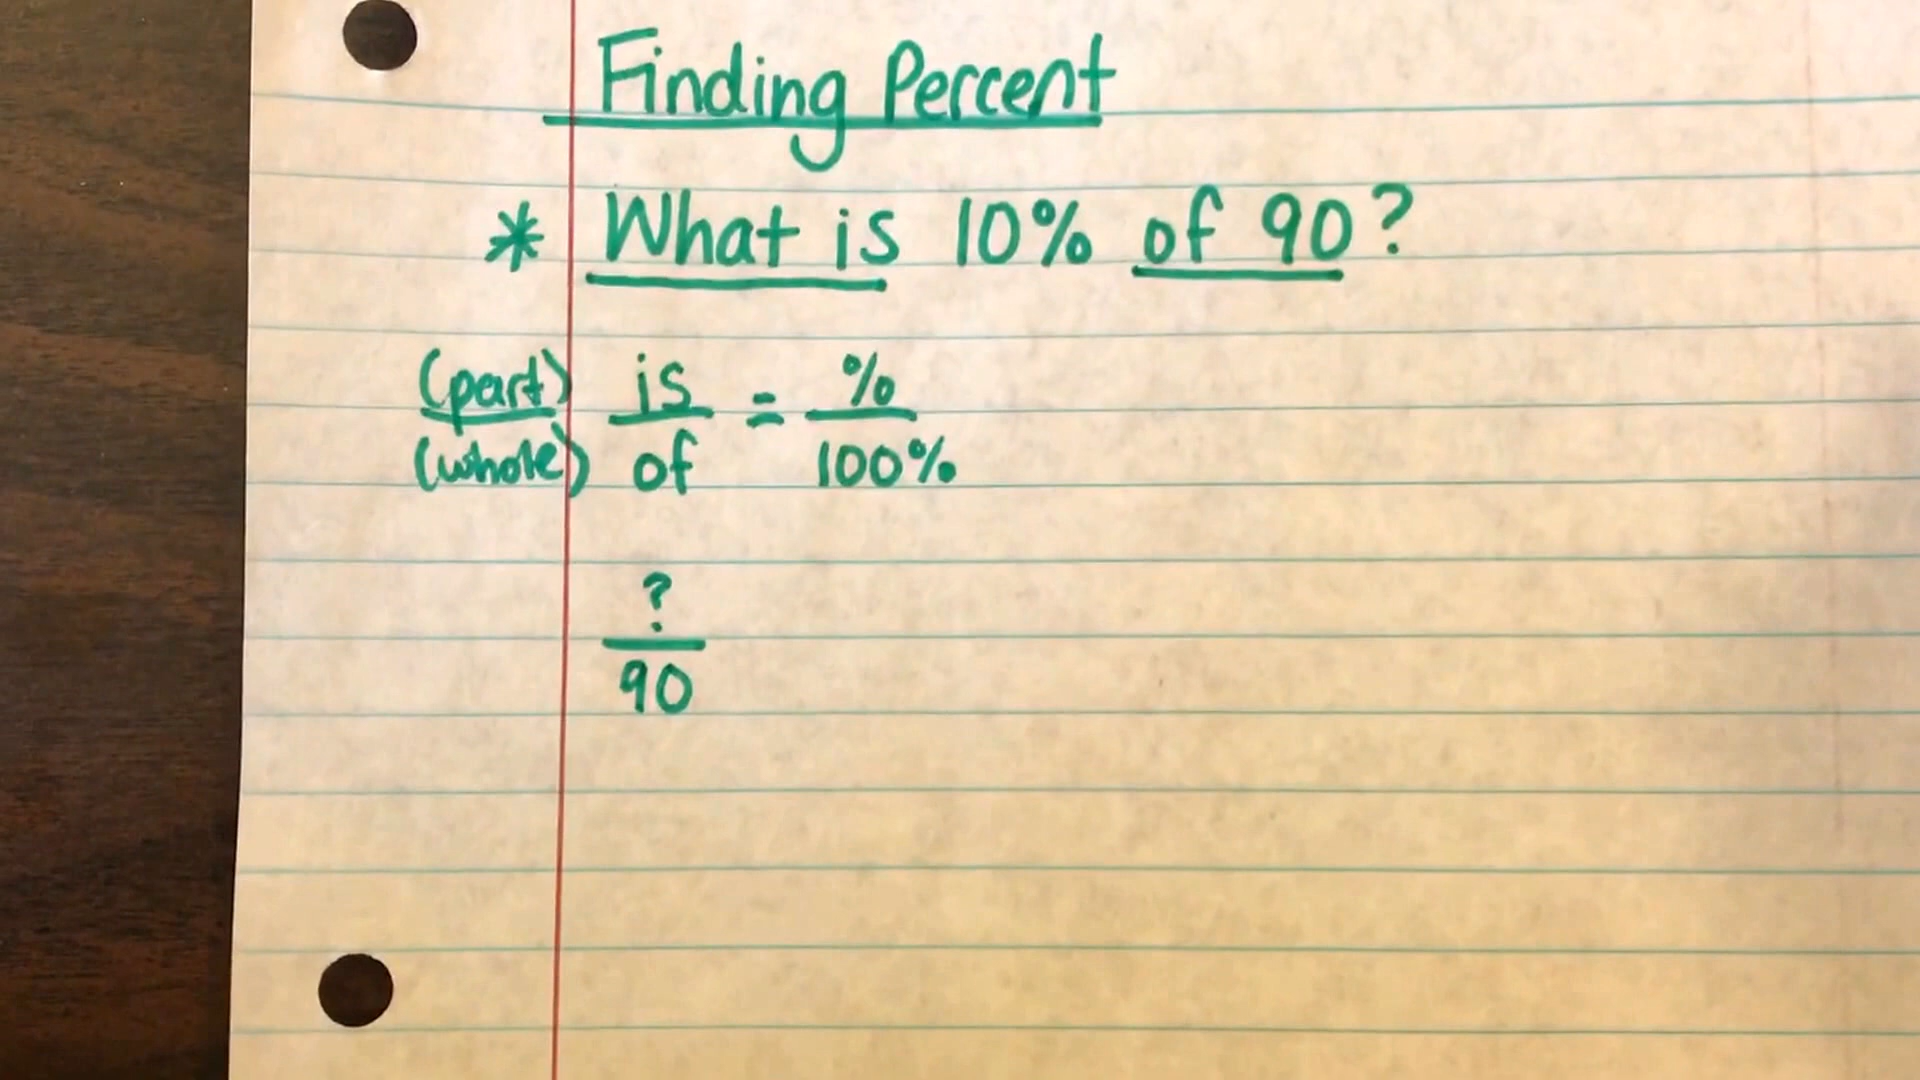 Finding Percent
* What is 10% of 90?
(part) is = %
(whole) of 100%
?
90